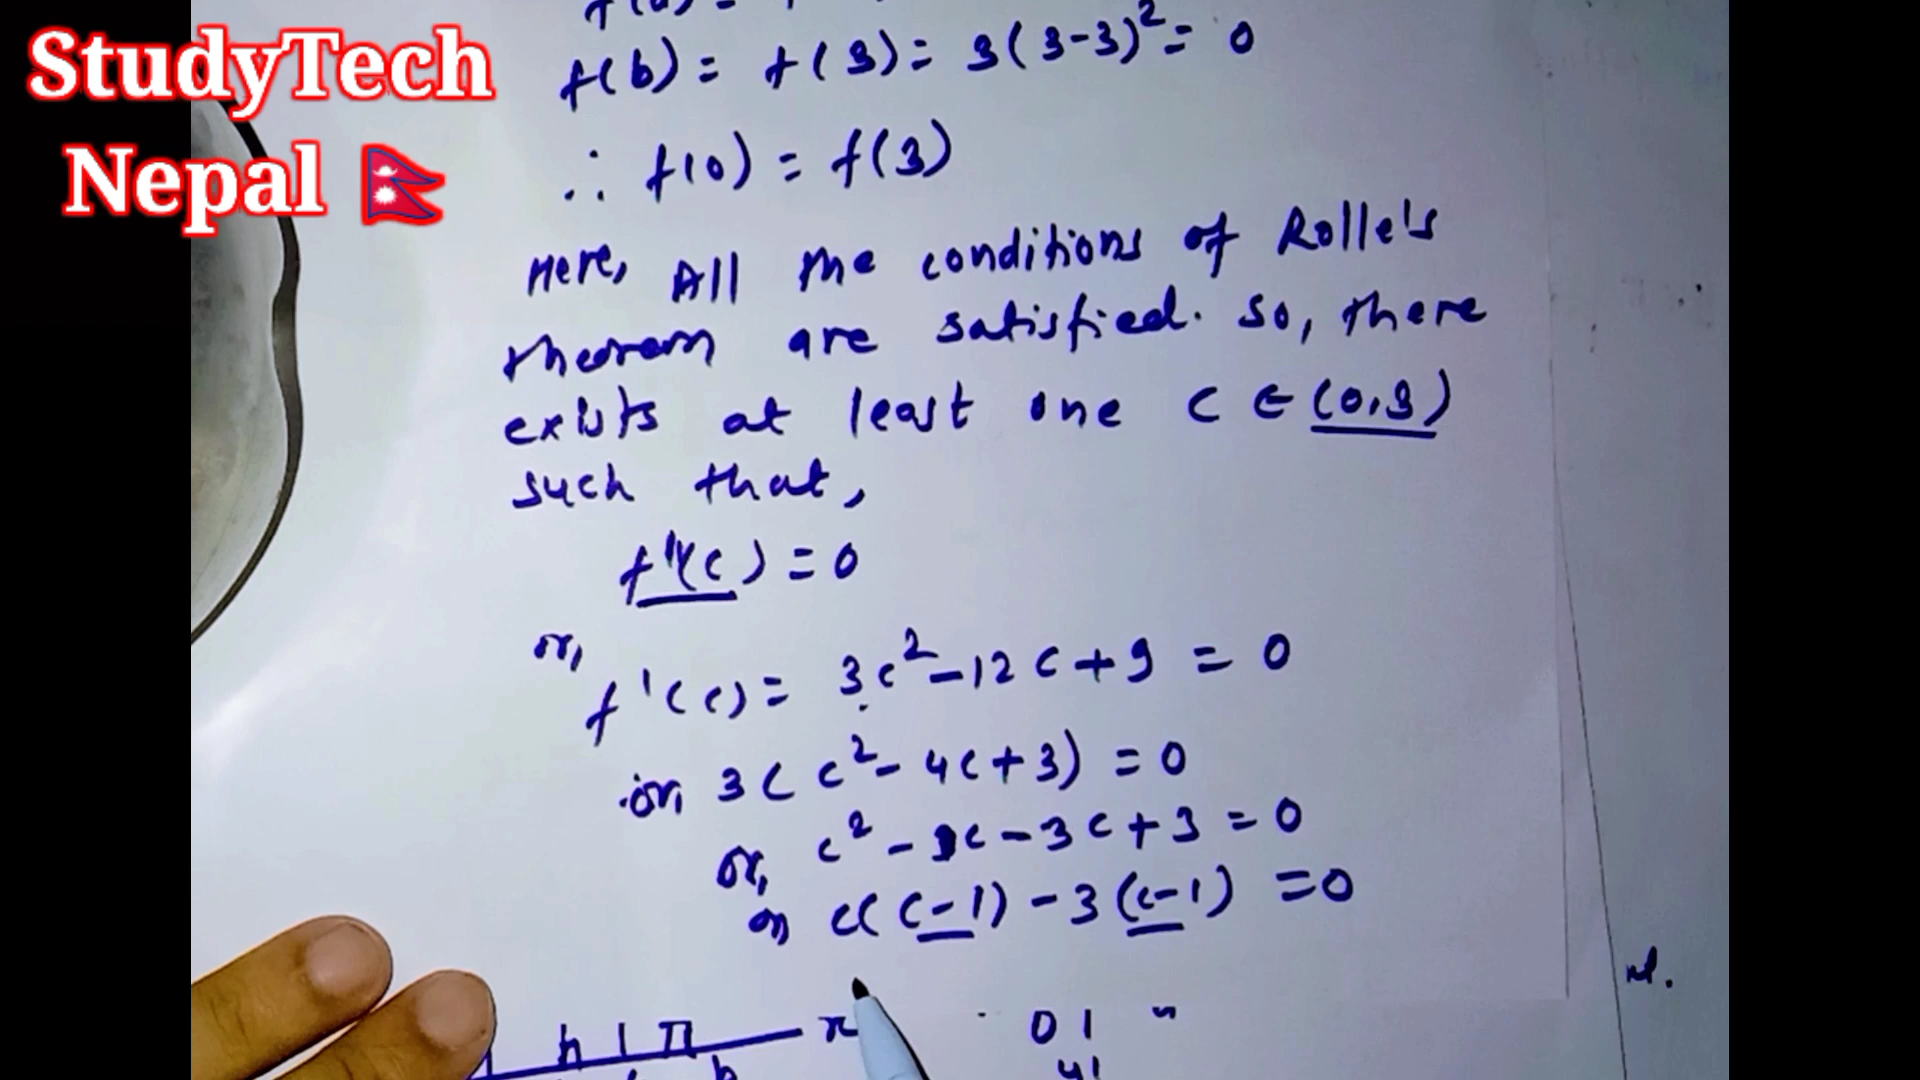 StudyTech
Nepal
f(b) = f(3) = 3(3-3)² = 0
∴ f(0) = f(3)
Here, All the conditions of Rolle's
theorem are satisfied. So, there
exists at least one c ∈ (0,3)
such that,
f'(c) = 0
or, f'(c) = 3c² - 12c + 9 = 0
or, 3(c² - 4c + 3) = 0
or, c² - 1c - 3c + 3 = 0
or c(c-1) - 3(c-1) = 0